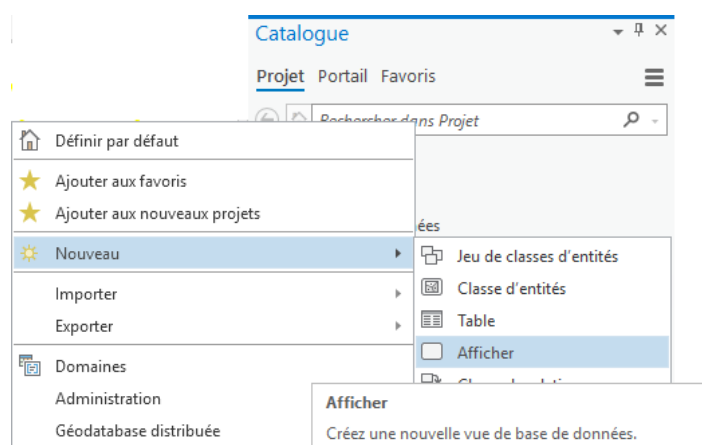 Catalogue
Projet Portail Favoris
Rechercher dans Projet
Définir par défaut
Ajouter aux favoris
Ajouter aux nouveaux projets
ées
Nouveau
Jeu de classes d'entités
Classe d'entités
Importer
Table
Exporter
Afficher
Domaines
Administration
Afficher
Géodatabase distribuée
Créez une nouvelle vue de base de données.